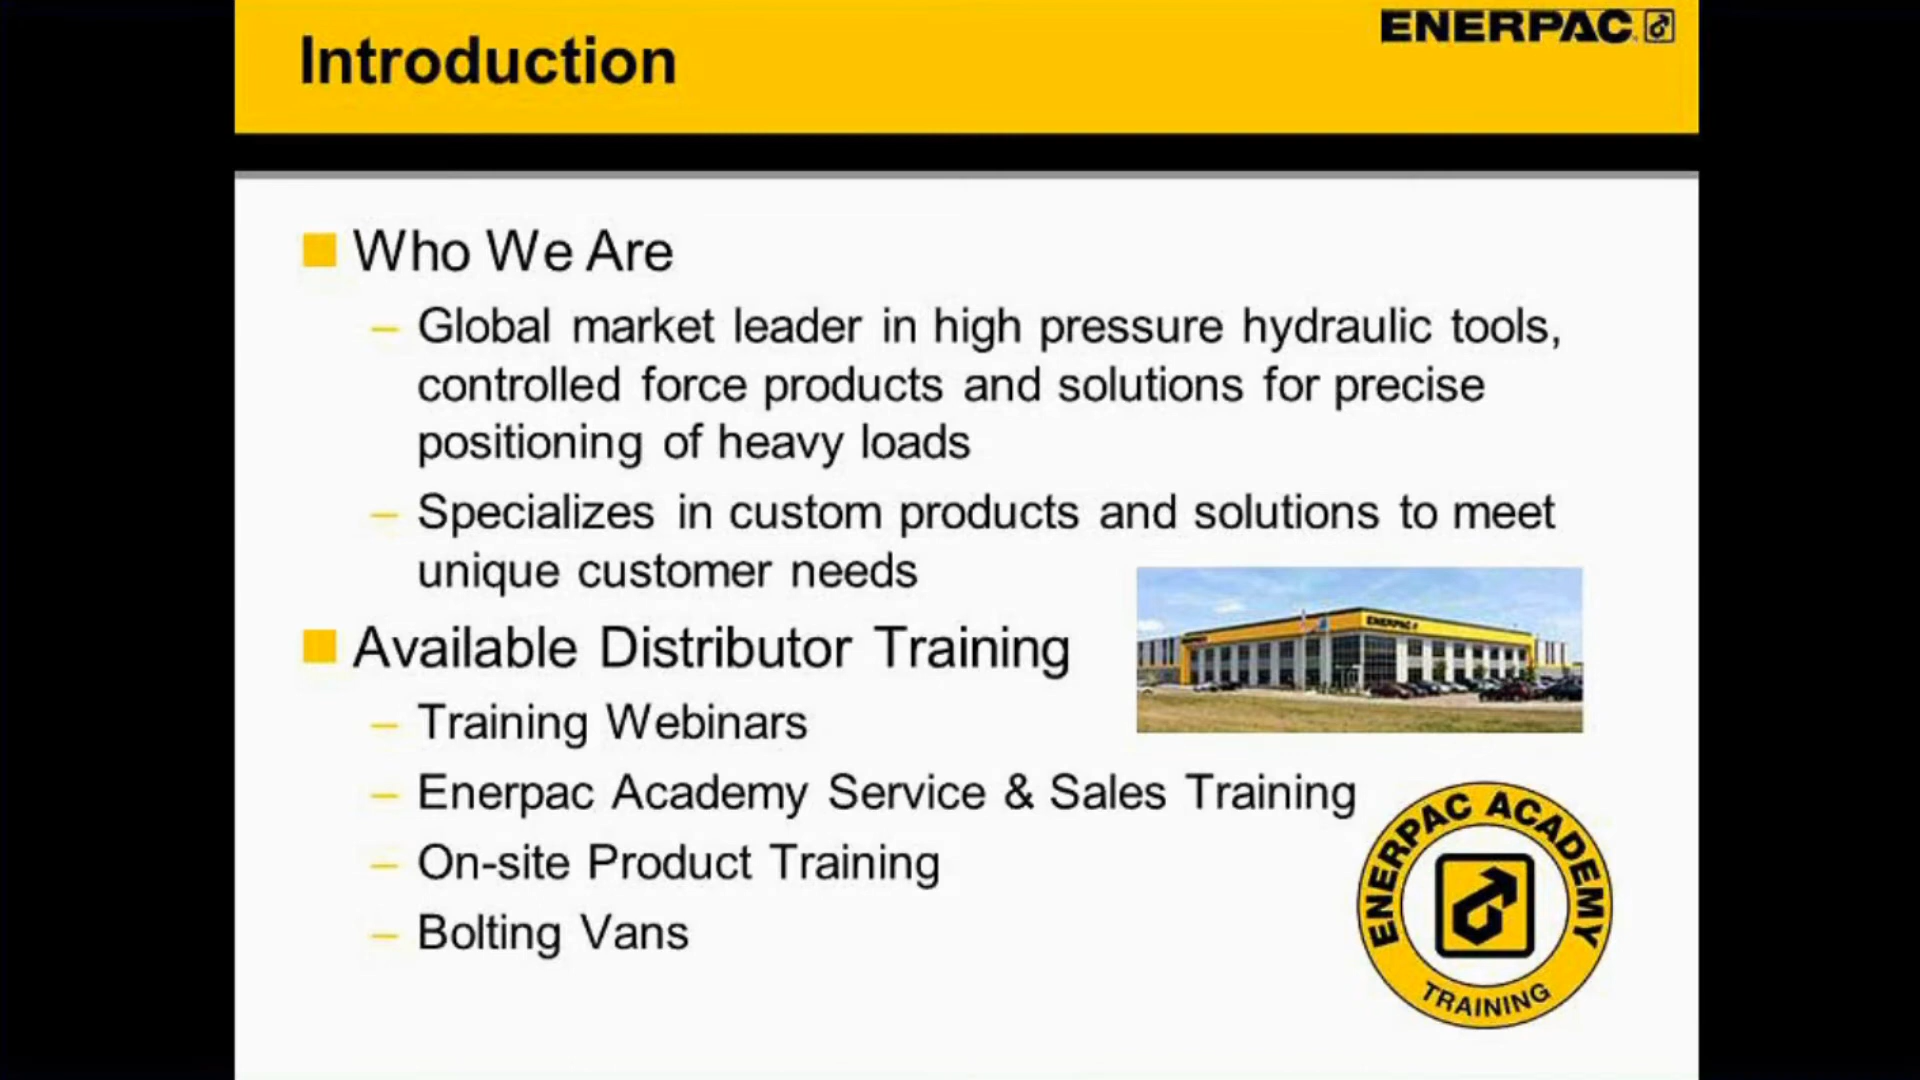 Introduction
ENERPAC
Who We Are
– Global market leader in high pressure hydraulic tools,
controlled force products and solutions for precise
positioning of heavy loads
– Specializes in custom products and solutions to meet
unique customer needs
ENERPAC
Available Distributor Training
– Training Webinars
– Enerpac Academy Service & Sales Training
– On-site Product Training
– Bolting Vans
ENERPAC ACADEMY
TRAINING